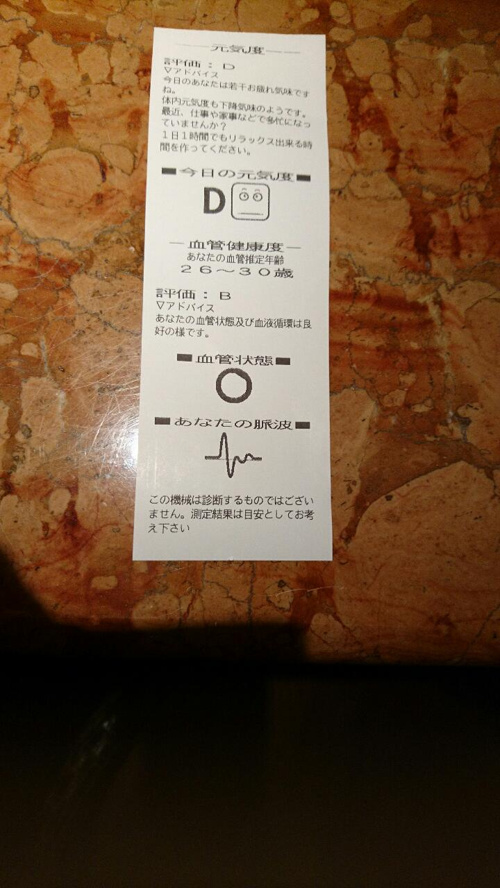 元気度
評価：D
▽アドバイス
今日のあなたは若干お疲れ気味です
ね。
体内元気度も下降気味のようです。
最近、仕事や家事などで多忙になっ
ていませんか？
１日１時間でもリラックス出来る時
間を作ってください。
■今日の元気度■
D
血管健康度
あなたの血管推定年齢
２６～３０歳
評価：B
▽アドバイス
あなたの血管状態及び血液循環は良
好の様です。
■血管状態■
■あなたの脈波■
この機械は診断するものではござい
ません。測定結果は目安としてお考
え下さい